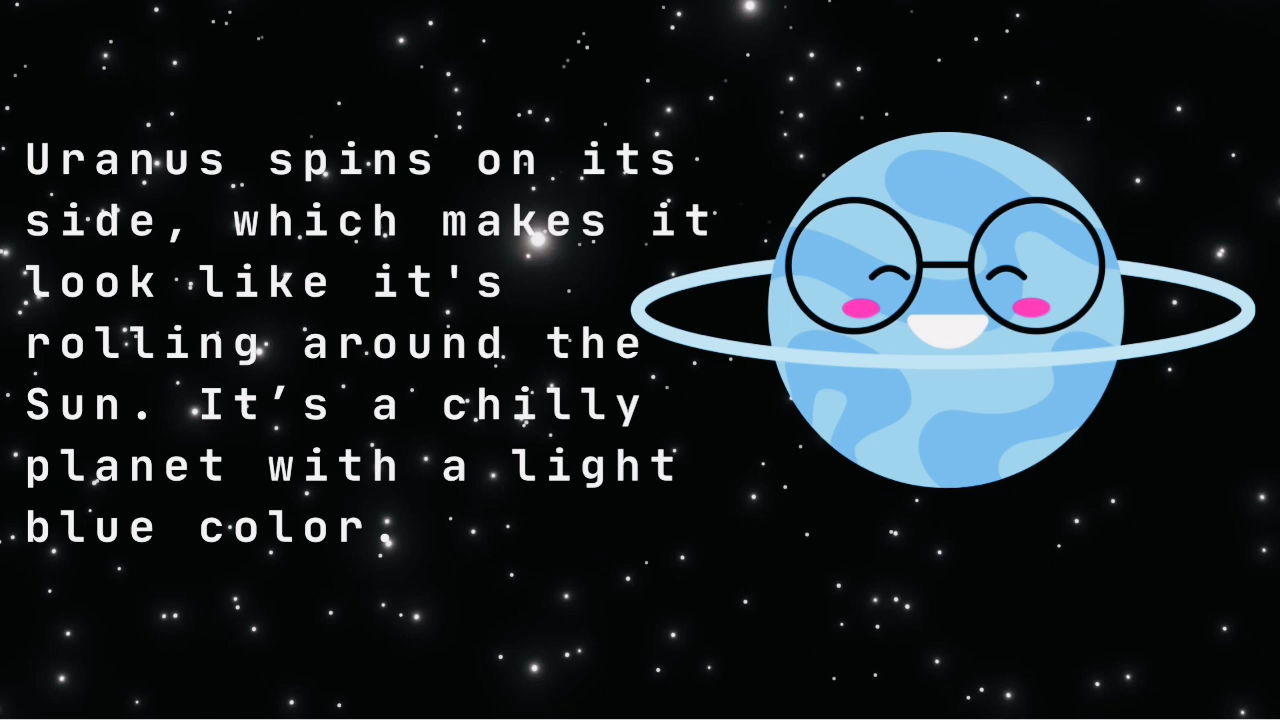 Uranus spins on its
side, which makes it
look like it's
rolling around the
Sun. It’s a chilly
planet with a light
blue color.